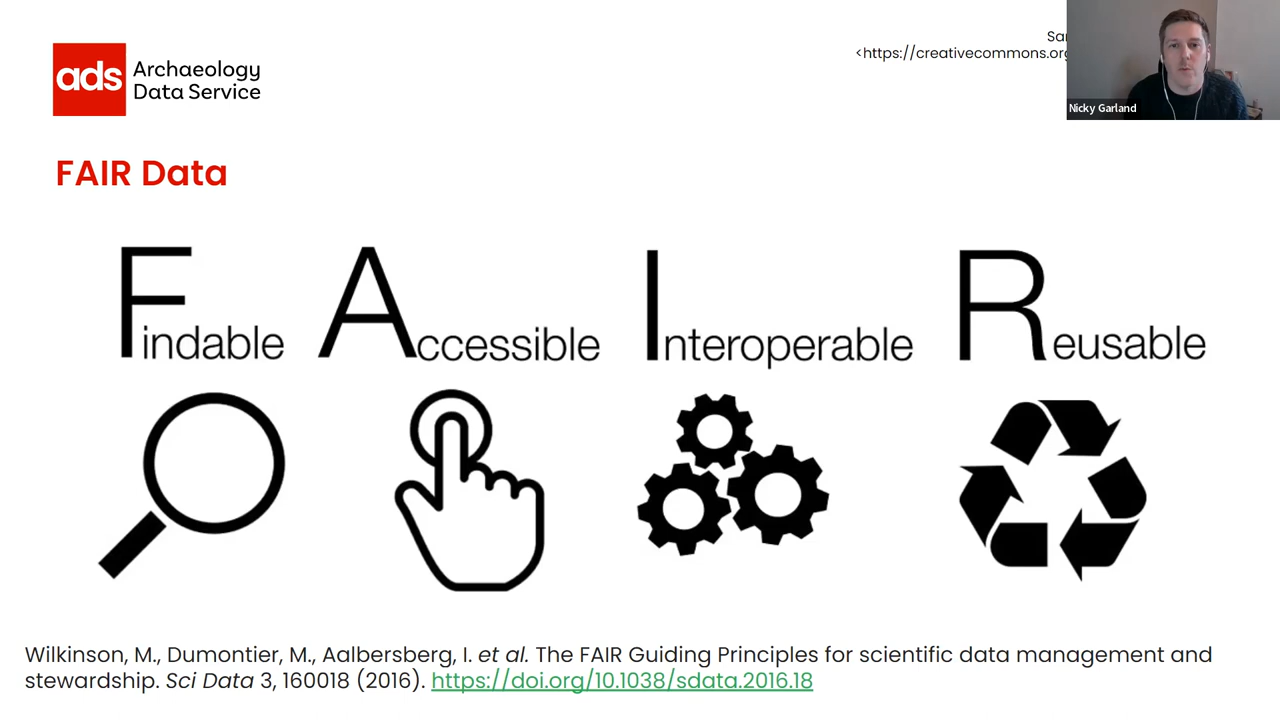 <https://creativecommons.org
ads Archaeology
Data Service
Nicky Garland
FAIR Data
Findable Accessible Interoperable Reusable
Wilkinson, M., Dumontier, M., Aalbersberg, I. et al. The FAIR Guiding Principles for scientific data management and
stewardship. Sci Data 3, 160018 (2016). https://doi.org/10.1038/sdata.2016.18